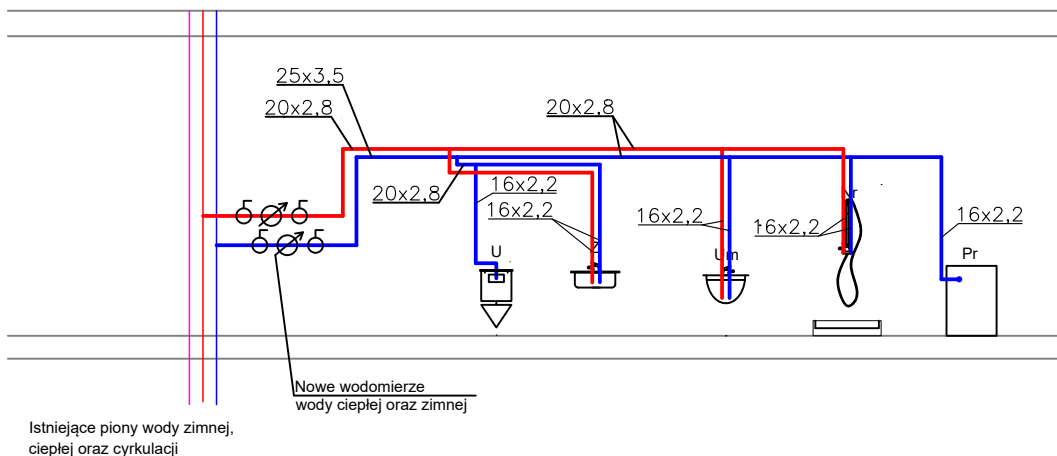 25x3,5
20x2,8
20x2,8
20x2,8
16x2,2
16x2,2
16x2,2
16x2,2
16x2,2
U
Um
Pr
Nowe wodomierze
wody ciepłej oraz zimnej
Istniejące piony wody zimnej,
ciepłej oraz cyrkulacji